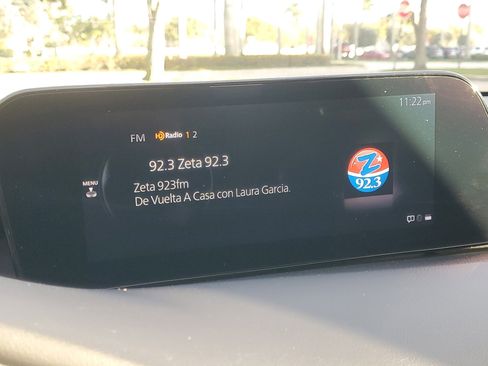 11:22 pm
FM HD Radio 1 2
92.3 Zeta 92.3
MENU
Zeta 923fm
De Vuelta A Casa con Laura Garcia.
Z
92.3